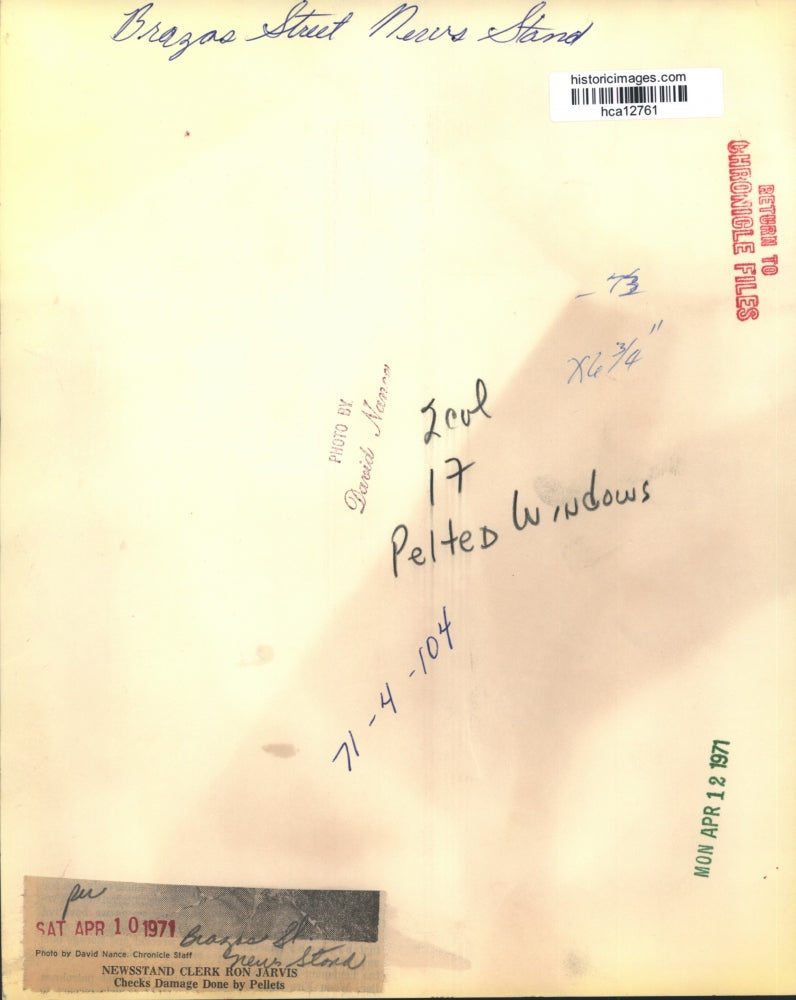 Brazos Street News Stand
historicimages.com
hca12761
RETURN TO
CHRONICLE FILES
X6 3/4"
PHOTO BY
David Nance
2col
17
Pelted Windows
71-4-104
MON APR 12 1971
per
SAT APR 10 1971
Brazos St
News Stand
Photo by David Nance, Chronicle Staff
NEWSSTAND CLERK RON JARVIS
Checks Damage Done by Pellets